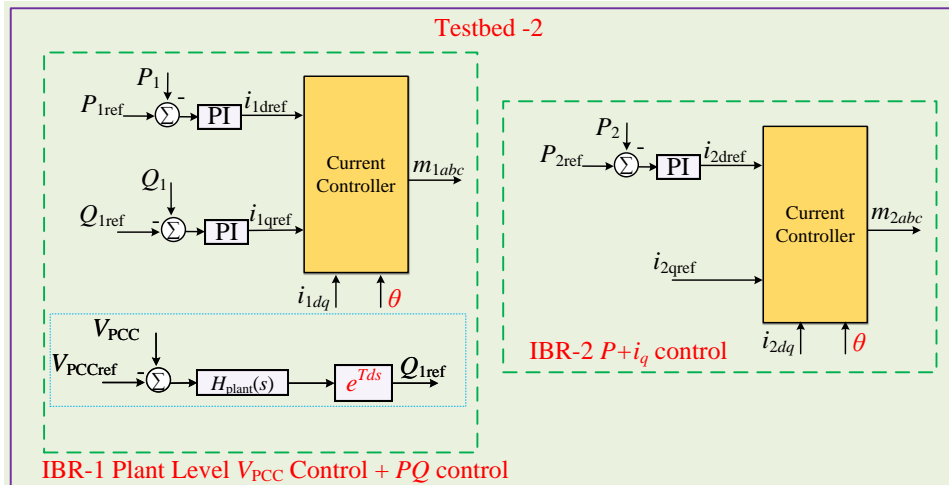 Testbed -2
P1
-
P1ref
Σ
PI
i1dref
Current
Controller
m1abc
Q1
-
Q1ref
Σ
PI
i1qref
i1dq
θ
VPCC
VPCCref
-
Σ
Hplant(s)
eTds
Q1ref
IBR-1 Plant Level VPCC Control + PQ control
P2
-
P2ref
Σ
PI
i2dref
Current
Controller
m2abc
i2qref
i2dq
θ
IBR-2 P+iq control